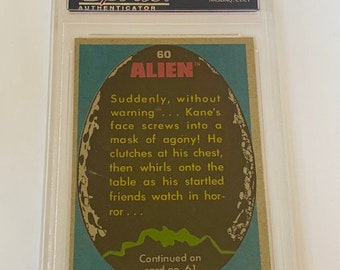 AUTHENTICATOR
60
ALIEN™
Suddenly, without
warning . . . Kane's
face screws into a
mask of agony! He
clutches at his chest,
then whirls onto the
table as his startled
friends watch in hor-
ror . . .
Continued on
card no. 61